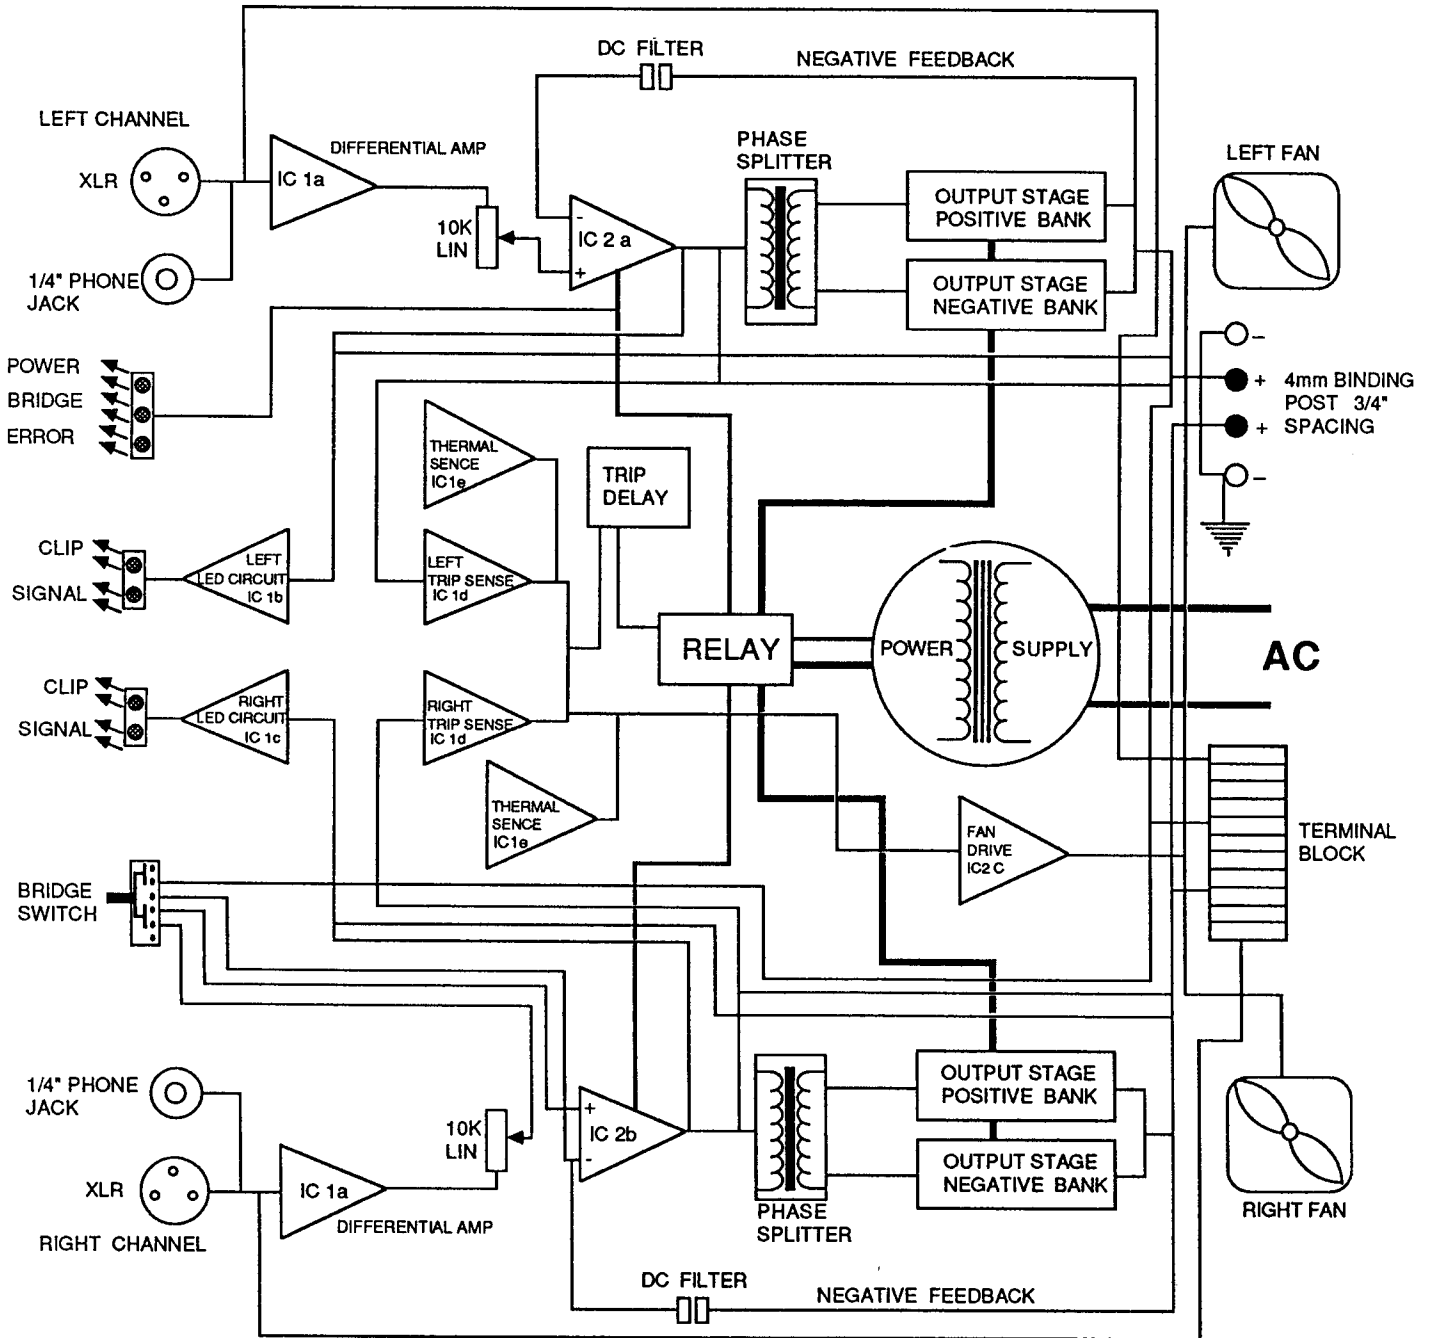 DC FILTER
NEGATIVE FEEDBACK
LEFT CHANNEL
DIFFERENTIAL AMP
PHASE
SPLITTER
LEFT FAN
XLR
IC 1a
10K
LIN
-
IC 2 a
+
OUTPUT STAGE
POSITIVE BANK
OUTPUT STAGE
NEGATIVE BANK
1/4" PHONE
JACK
POWER
BRIDGE
ERROR
–
+
+
–
4mm BINDING
POST 3/4"
SPACING
THERMAL
SENCE
IC1e
TRIP
DELAY
CLIP
SIGNAL
LEFT
LED CIRCUIT
IC 1b
LEFT
TRIP SENSE
IC 1d
RELAY
POWER
SUPPLY
AC
CLIP
SIGNAL
RIGHT
LED CIRCUIT
IC 1c
RIGHT
TRIP SENSE
IC 1d
THERMAL
SENCE
IC1e
FAN
DRIVE
IC2 C
TERMINAL
BLOCK
BRIDGE
SWITCH
1/4" PHONE
JACK
10K
LIN
+
IC 2b
-
OUTPUT STAGE
POSITIVE BANK
OUTPUT STAGE
NEGATIVE BANK
XLR
IC 1a
DIFFERENTIAL AMP
RIGHT CHANNEL
PHASE
SPLITTER
RIGHT FAN
DC FILTER
NEGATIVE FEEDBACK